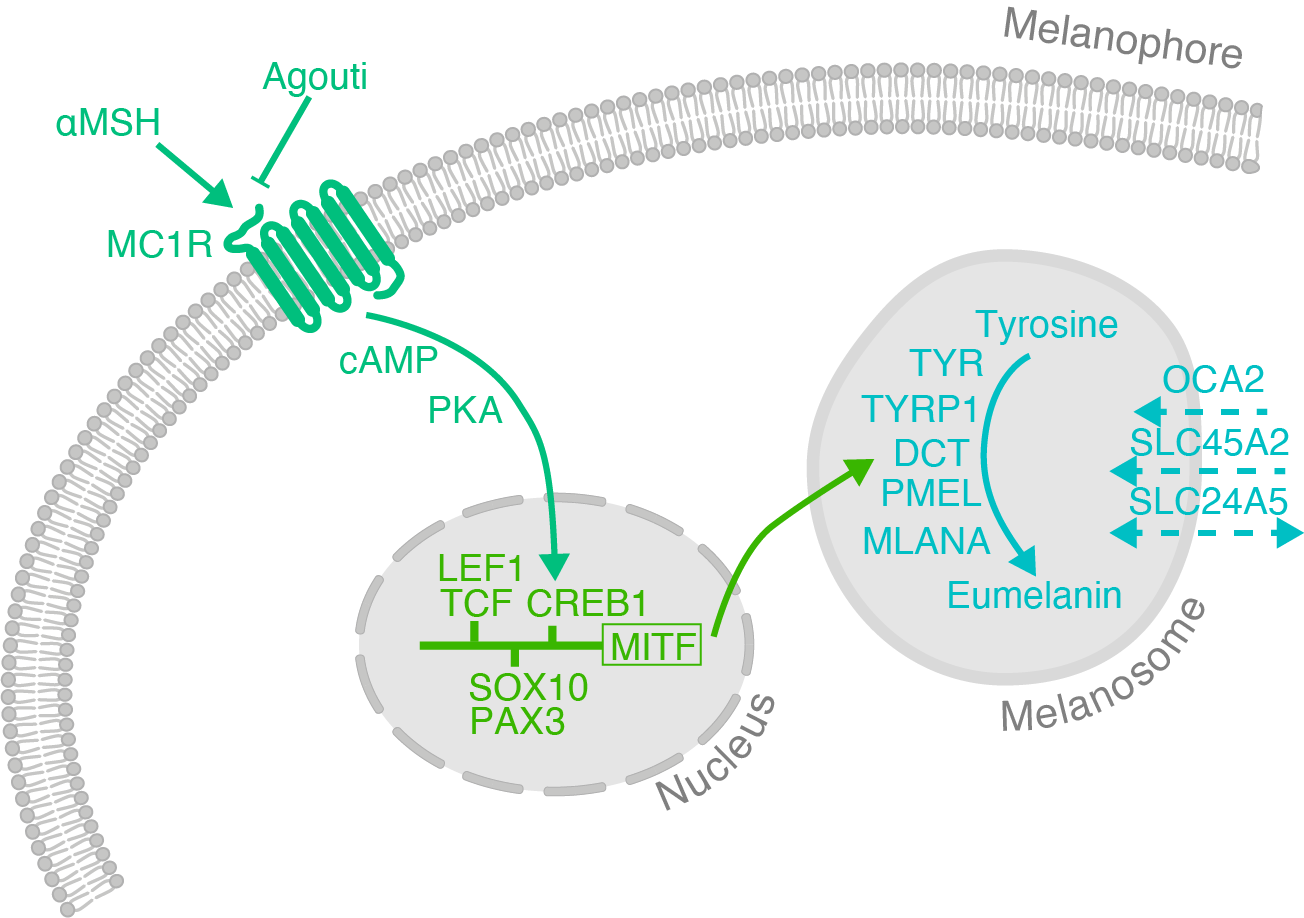 Melanophore
Agouti
αMSH
MC1R
cAMP
PKA
LEF1
TCF CREB1
MITF
SOX10
PAX3
Nucleus
Tyrosine
TYR
TYRP1
DCT
PMEL
MLANA
Eumelanin
OCA2
SLC45A2
SLC24A5
Melanosome